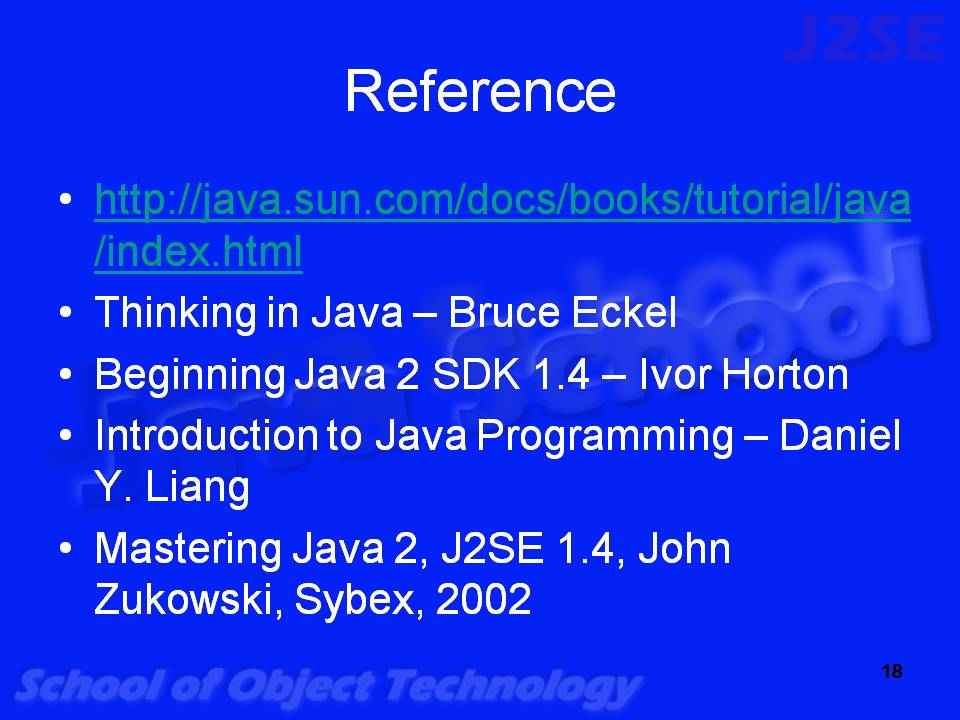 J2SE
Reference
• http://java.sun.com/docs/books/tutorial/java
/index.html
• Thinking in Java – Bruce Eckel
• Beginning Java 2 SDK 1.4 – Ivor Horton
• Introduction to Java Programming – Daniel
Y. Liang
• Mastering Java 2, J2SE 1.4, John
Zukowski, Sybex, 2002
Java School
School of Object Technology
18